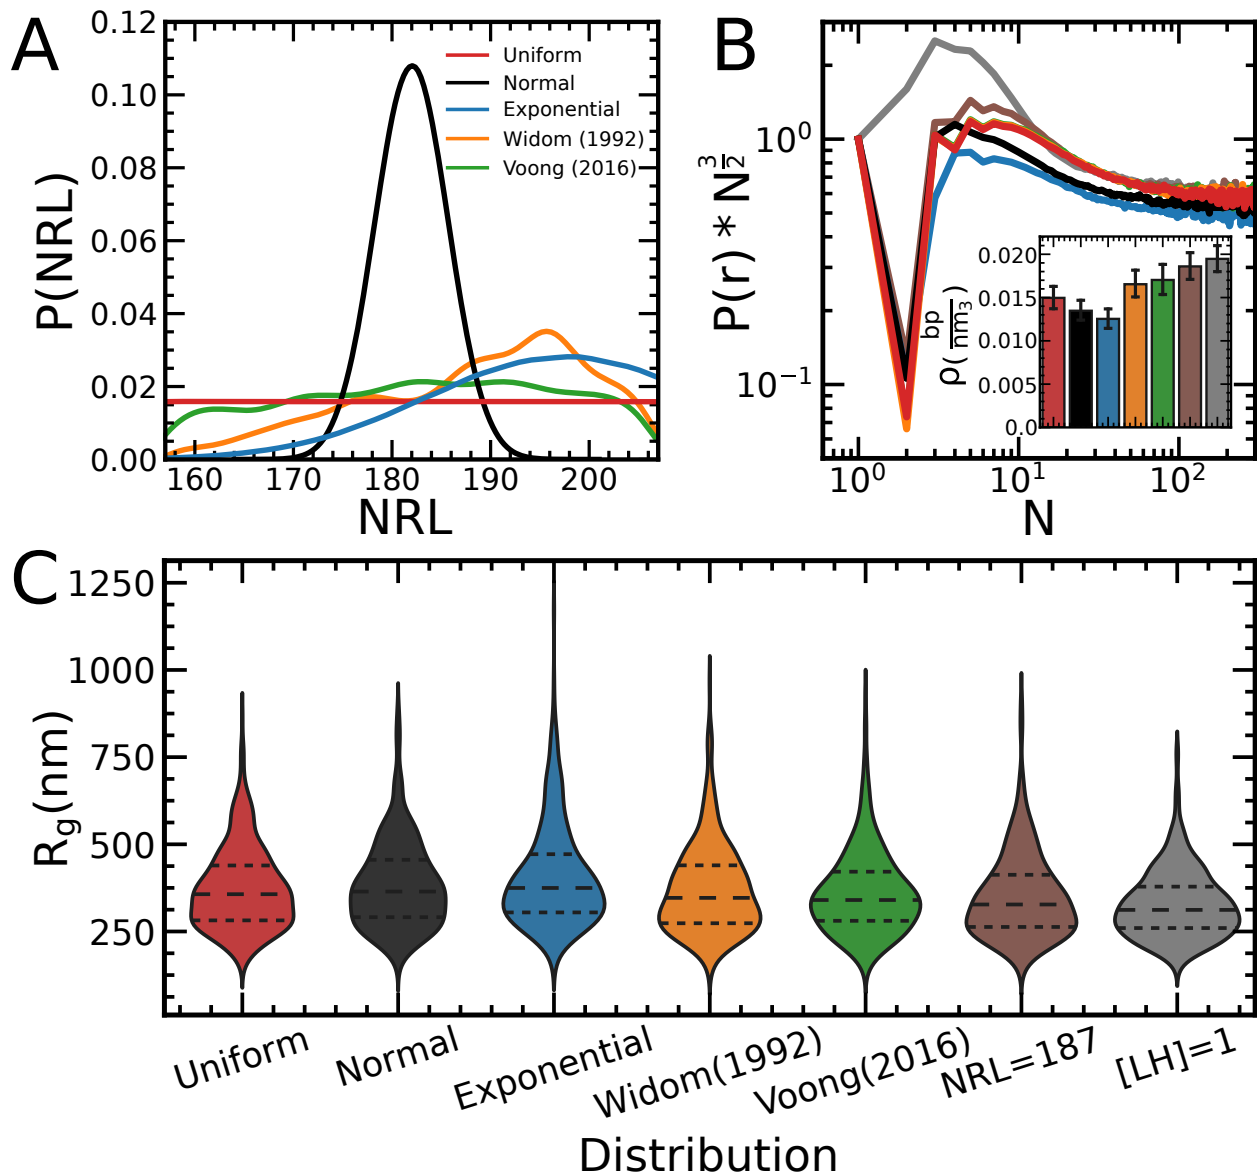 A
0.12
0.10
0.08
0.06
0.04
0.02
0.00
P(NRL)
160
170
180
190
200
NRL
Uniform
Normal
Exponential
Widom (1992)
Voong (2016)
B
10^0
10^-1
P(r) * N^3/2
10^0
10^1
10^2
N
0.020
0.015
0.010
0.005
0.0
ρ(bp/nm_3)
C
1250
1000
750
500
250
R_g(nm)
Uniform
Normal
Exponential
Widom(1992)
Voong(2016)
NRL=187
[LH]=1
Distribution